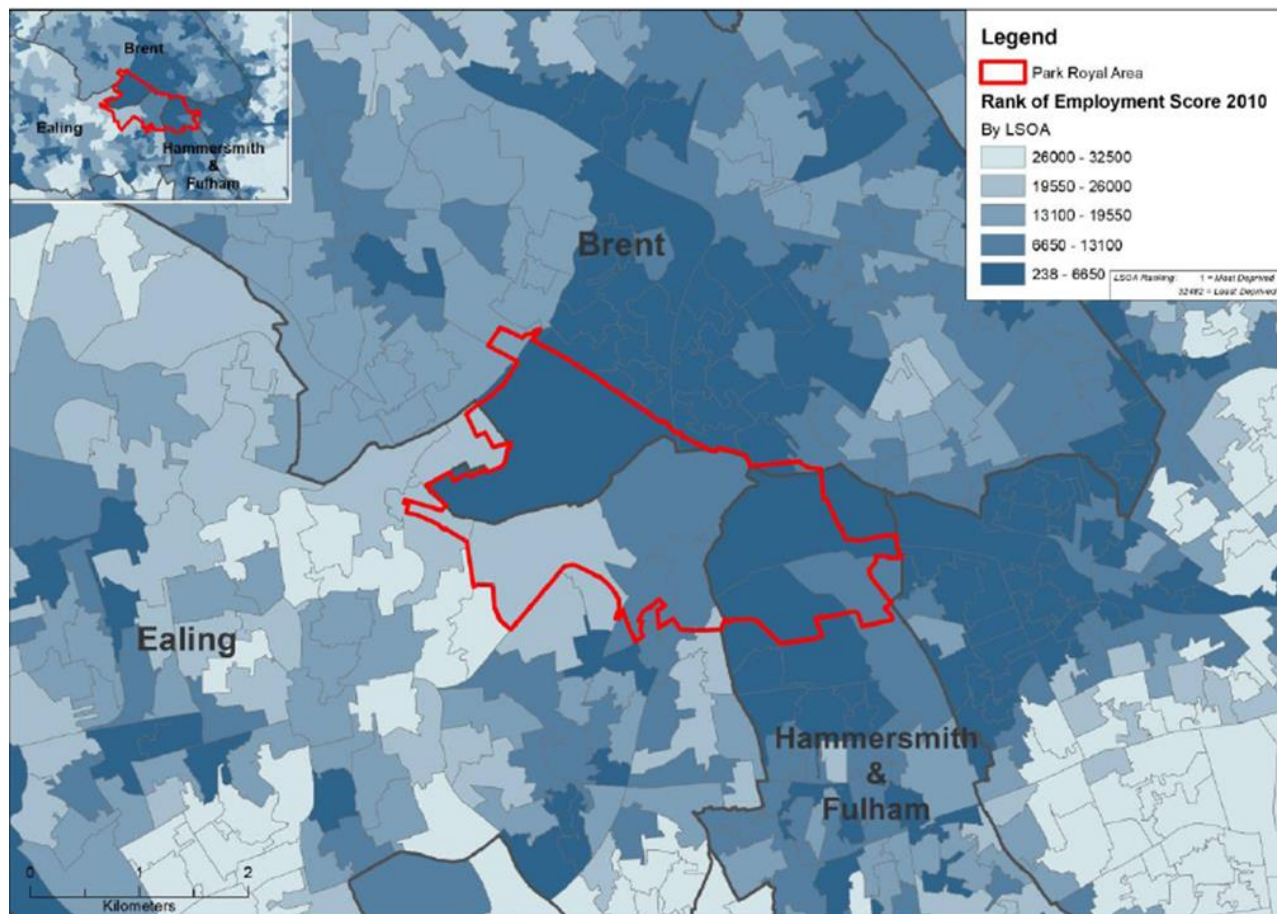 Brent
Ealing
Hammersmith
&
Fulham
Legend
Park Royal Area
Rank of Employment Score 2010
By LSOA
26000 - 32500
19550 - 26000
13100 - 19550
6650 - 13100
238 - 6650
LSOA Ranking: 1 = Most Deprived
32482 = Least Deprived
Brent
Ealing
Hammersmith
&
Fulham
0 1 2
Kilometers